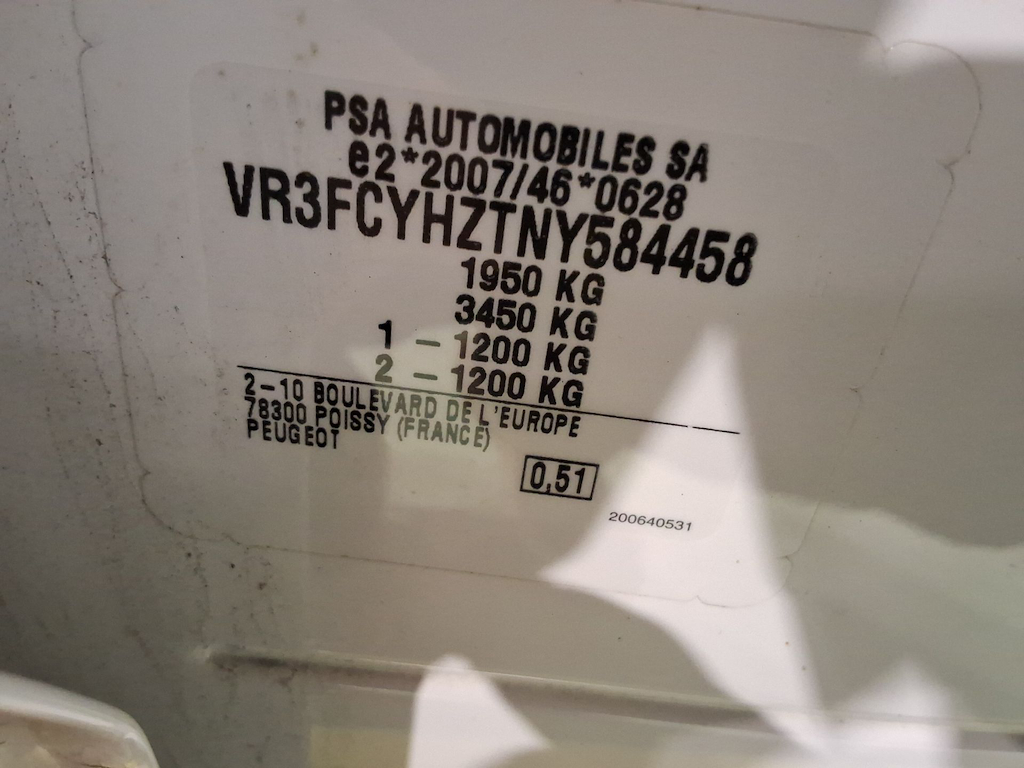 PSA AUTOMOBILES SA
e2*2007/46*0628
VR3FCYHZTNY584458
1950 KG
3450 KG
1 - 1200 KG
2 - 1200 KG
2-10 BOULEVARD DE L'EUROPE
78300 POISSY (FRANCE)
PEUGEOT
0,51
200640531